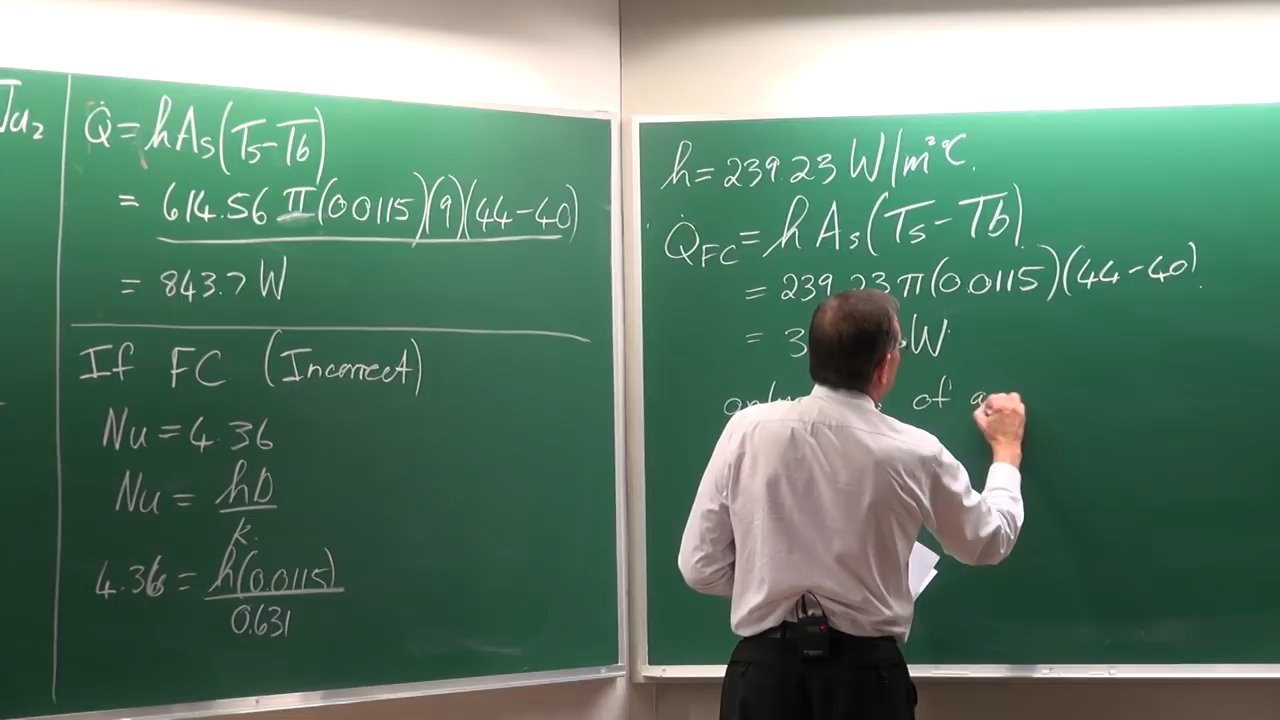 Nu₂
Q̇ = hAs(Ts-Tb)
= 614.56 π(0.0115)(9)(44-40)
= 843.7 W
If FC (Incorrect)
Nu = 4.36
Nu = hD/k.
4.36 = h(0.0115)/0.631
h = 239.23 W/m²°C.
Q̇FC = hAs(Ts-Tb).
= 239.23 π(0.0115)(44-40).
= 3 W
of